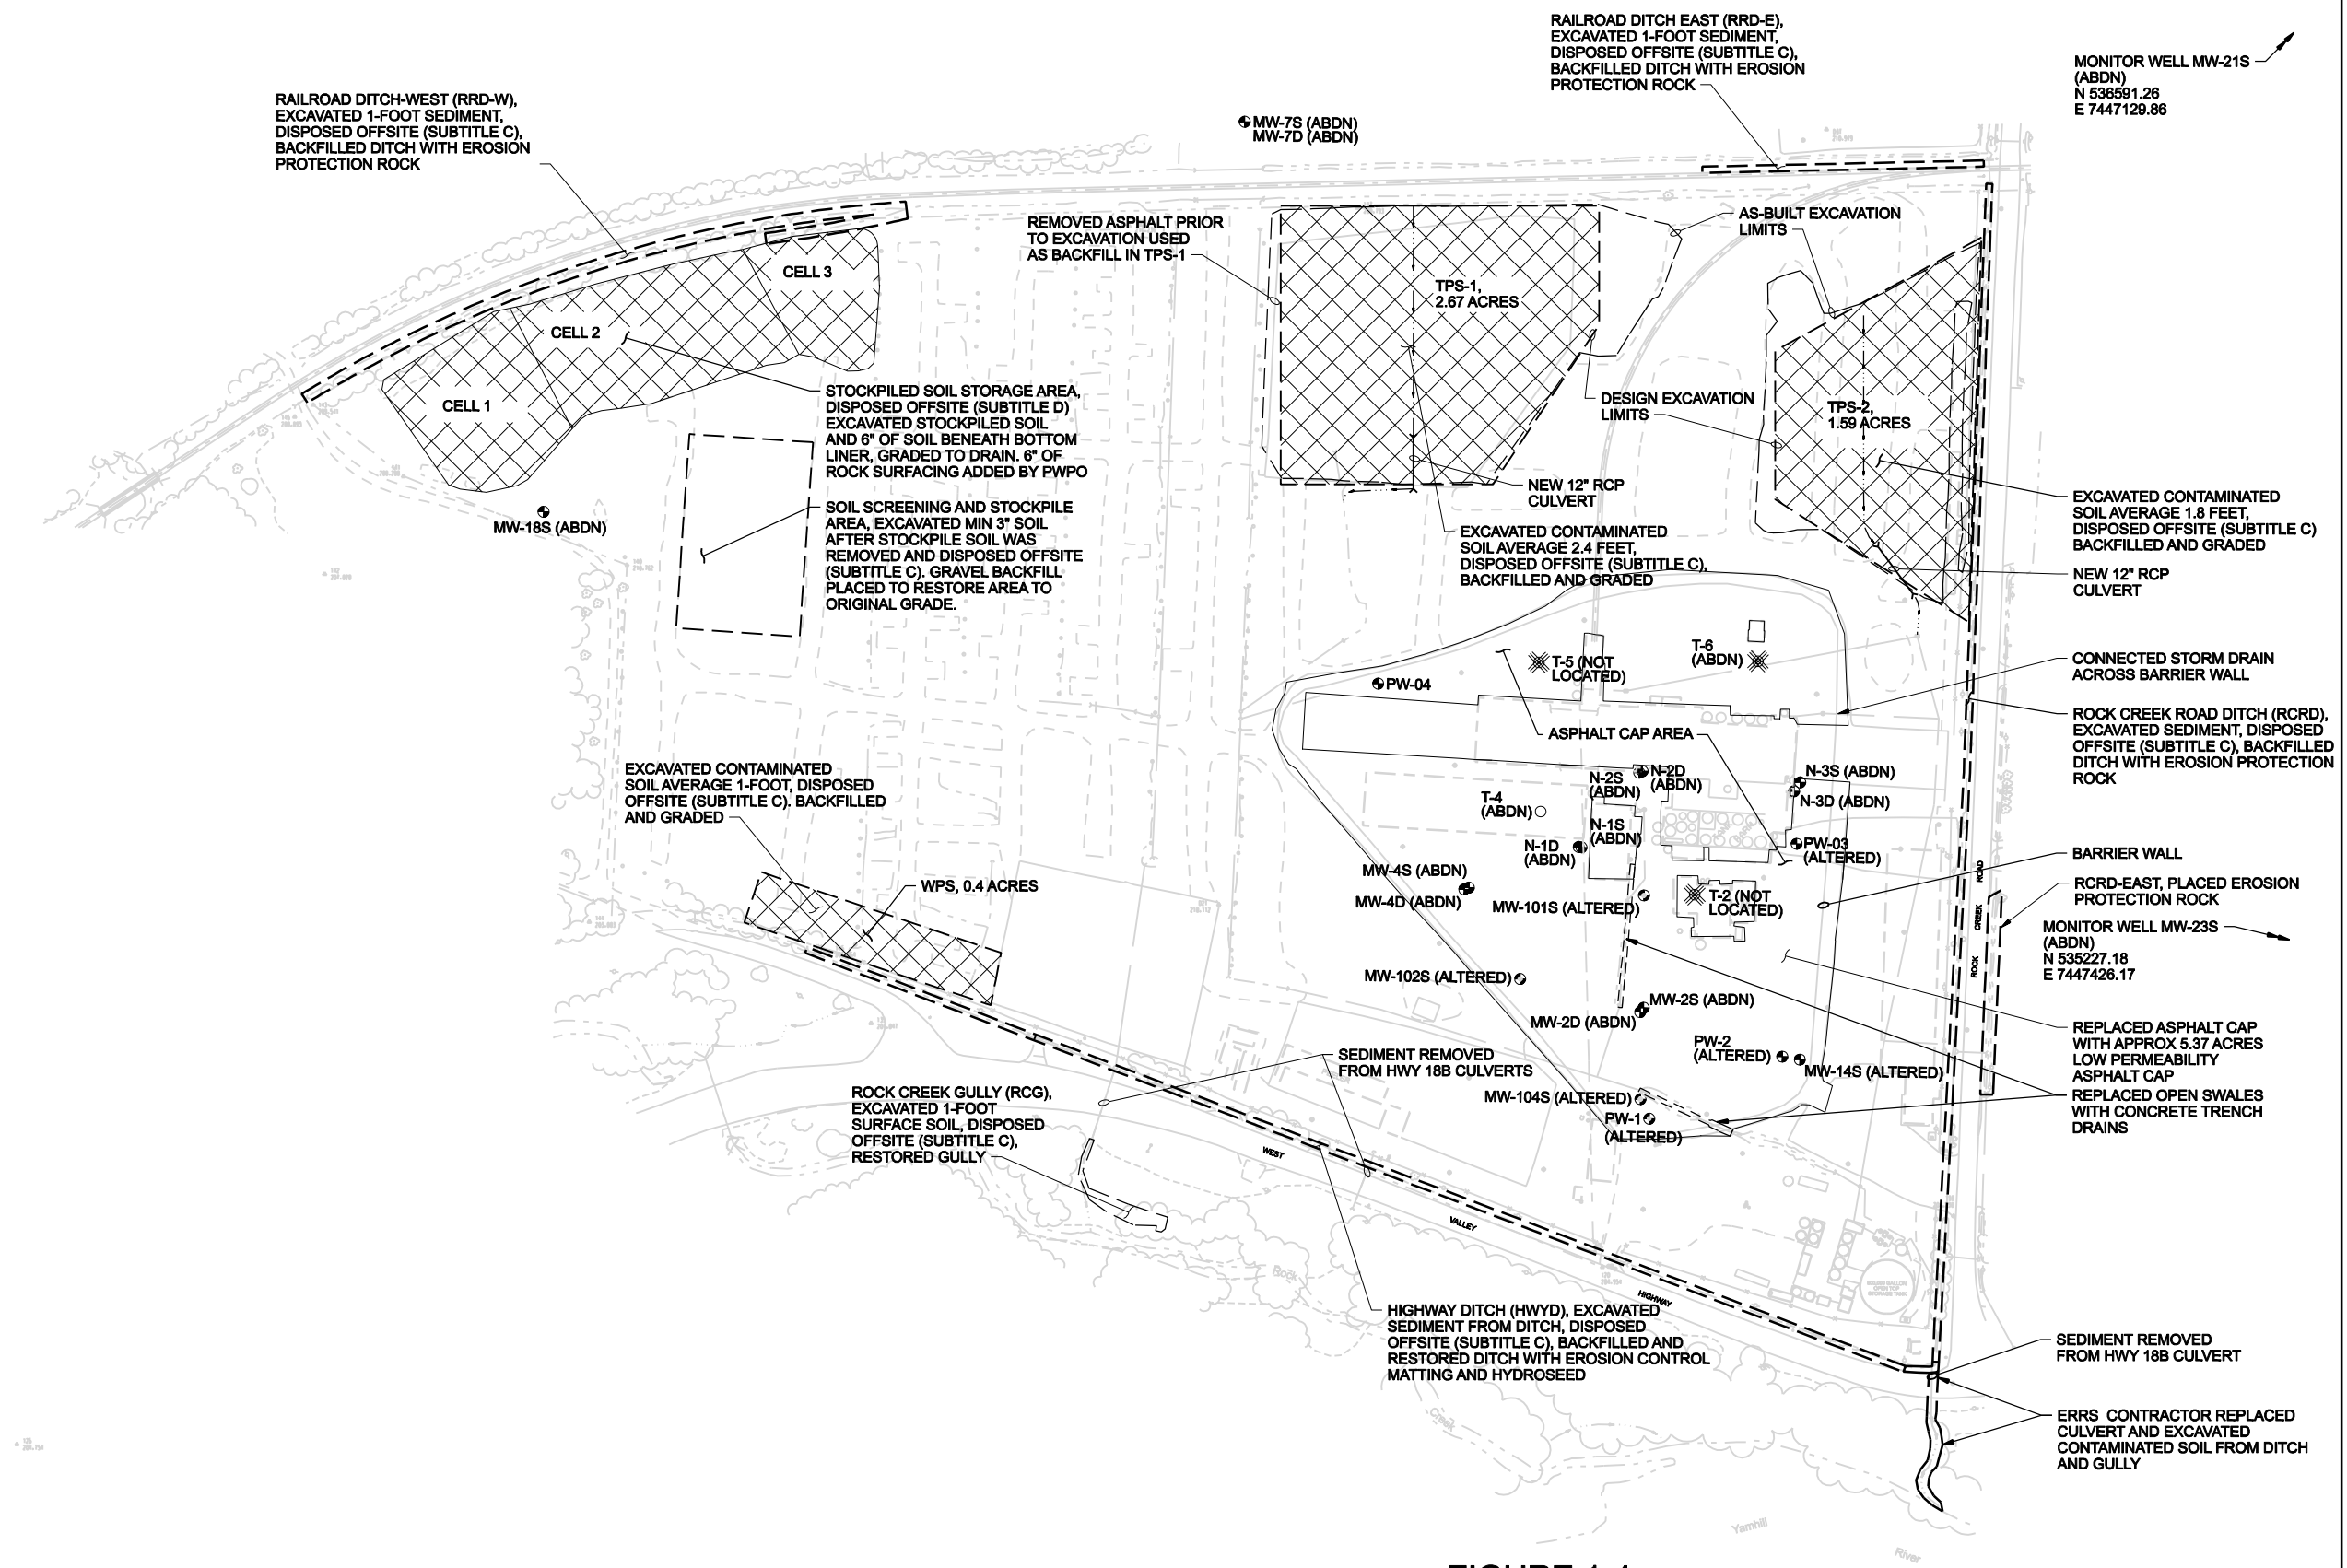 RAILROAD DITCH EAST (RRD-E),
EXCAVATED 1-FOOT SEDIMENT,
DISPOSED OFFSITE (SUBTITLE C),
BACKFILLED DITCH WITH EROSION
PROTECTION ROCK
MONITOR WELL MW-21S
(ABDN)
N 536591.26
E 7447129.86
RAILROAD DITCH-WEST (RRD-W),
EXCAVATED 1-FOOT SEDIMENT,
DISPOSED OFFSITE (SUBTITLE C),
BACKFILLED DITCH WITH EROSION
PROTECTION ROCK
MW-7S (ABDN)
MW-7D (ABDN)
REMOVED ASPHALT PRIOR
TO EXCAVATION USED
AS BACKFILL IN TPS-1
AS-BUILT EXCAVATION
LIMITS
CELL 3
CELL 2
CELL 1
TPS-1,
2.67 ACRES
STOCKPILED SOIL STORAGE AREA,
DISPOSED OFFSITE (SUBTITLE D)
EXCAVATED STOCKPILED SOIL
AND 6" OF SOIL BENEATH BOTTOM
LINER, GRADED TO DRAIN. 6" OF
ROCK SURFACING ADDED BY PWPO
DESIGN EXCAVATION
LIMITS
TPS-2,
1.59 ACRES
NEW 12" RCP
CULVERT
EXCAVATED CONTAMINATED
SOIL AVERAGE 1.8 FEET,
DISPOSED OFFSITE (SUBTITLE C)
BACKFILLED AND GRADED
MW-18S (ABDN)
SOIL SCREENING AND STOCKPILE
AREA, EXCAVATED MIN 3" SOIL
AFTER STOCKPILE SOIL WAS
REMOVED AND DISPOSED OFFSITE
(SUBTITLE C). GRAVEL BACKFILL
PLACED TO RESTORE AREA TO
ORIGINAL GRADE.
EXCAVATED CONTAMINATED
SOIL AVERAGE 2.4 FEET,
DISPOSED OFFSITE (SUBTITLE C),
BACKFILLED AND GRADED
NEW 12" RCP
CULVERT
T-5 (NOT
LOCATED)
T-6
(ABDN)
CONNECTED STORM DRAIN
ACROSS BARRIER WALL
PW-04
ROCK CREEK ROAD DITCH (RCRD),
EXCAVATED SEDIMENT, DISPOSED
OFFSITE (SUBTITLE C), BACKFILLED
DITCH WITH EROSION PROTECTION
ROCK
ASPHALT CAP AREA
EXCAVATED CONTAMINATED
SOIL AVERAGE 1-FOOT, DISPOSED
OFFSITE (SUBTITLE C). BACKFILLED
AND GRADED
N-2S
(ABDN)
N-2D
(ABDN)
N-3S (ABDN)
N-3D (ABDN)
T-4
(ABDN)
N-1S
(ABDN)
N-1D
(ABDN)
PW-03
(ALTERED)
BARRIER WALL
MW-4S (ABDN)
MW-4D (ABDN)
MW-101S (ALTERED)
T-2 (NOT
LOCATED)
WPS, 0.4 ACRES
RCRD-EAST, PLACED EROSION
PROTECTION ROCK
ROCK CREEK ROAD
MONITOR WELL MW-23S
(ABDN)
N 535227.18
E 7447426.17
MW-102S (ALTERED)
MW-2S (ABDN)
MW-2D (ABDN)
PW-2
(ALTERED)
MW-14S (ALTERED)
REPLACED ASPHALT CAP
WITH APPROX 5.37 ACRES
LOW PERMEABILITY
ASPHALT CAP
SEDIMENT REMOVED
FROM HWY 18B CULVERTS
MW-104S (ALTERED)
PW-1
(ALTERED)
REPLACED OPEN SWALES
WITH CONCRETE TRENCH
DRAINS
ROCK CREEK GULLY (RCG),
EXCAVATED 1-FOOT
SURFACE SOIL, DISPOSED
OFFSITE (SUBTITLE C),
RESTORED GULLY
WEST
VALLEY
HIGHWAY
Rock
HIGHWAY DITCH (HWYD), EXCAVATED
SEDIMENT FROM DITCH, DISPOSED
OFFSITE (SUBTITLE C), BACKFILLED AND
RESTORED DITCH WITH EROSION CONTROL
MATTING AND HYDROSEED
SEDIMENT REMOVED
FROM HWY 18B CULVERT
Creek
ERRS CONTRACTOR REPLACED
CULVERT AND EXCAVATED
CONTAMINATED SOIL FROM DITCH
AND GULLY
Yamhill
River